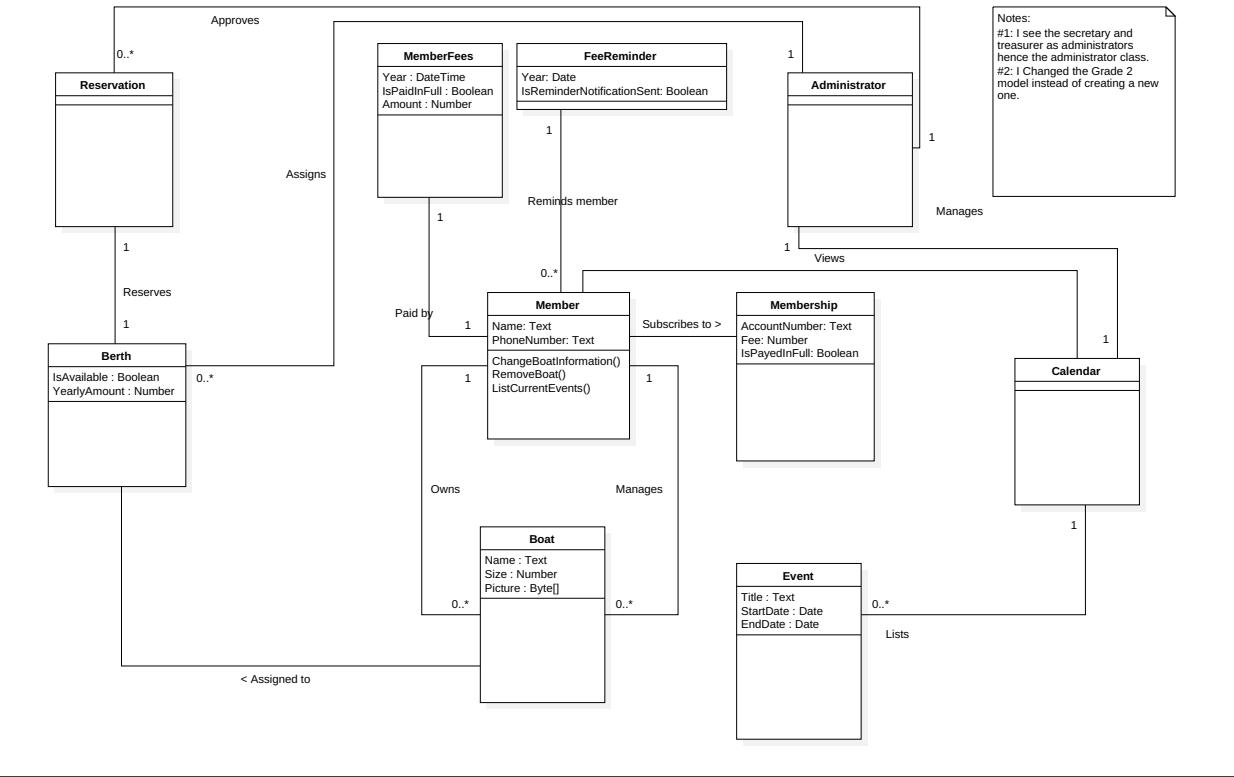 Approves
0..*
Reservation
1
Reserves
1
Assigns
MemberFees
Year : DateTime
IsPaidInFull : Boolean
Amount : Number
1
Paid by
1
FeeReminder
Year: Date
IsReminderNotificationSent: Boolean
1
Reminds member
0..*
1
Administrator
1
Manages
1
Views
Notes:
#1: I see the secretary and
treasurer as administrators
hence the administrator class.
#2: I Changed the Grade 2
model instead of creating a new
one.
Berth
IsAvailable : Boolean
YearlyAmount : Number
0..*
Member
Name: Text
PhoneNumber: Text
ChangeBoatInformation()
RemoveBoat()
ListCurrentEvents()
Subscribes to >
Membership
AccountNumber: Text
Fee: Number
IsPayedInFull: Boolean
1
Calendar
1
1
1
Owns
Manages
Boat
Name : Text
Size : Number
Picture : Byte[]
0..*
0..*
Event
Title : Text
StartDate : Date
EndDate : Date
0..*
Lists
< Assigned to